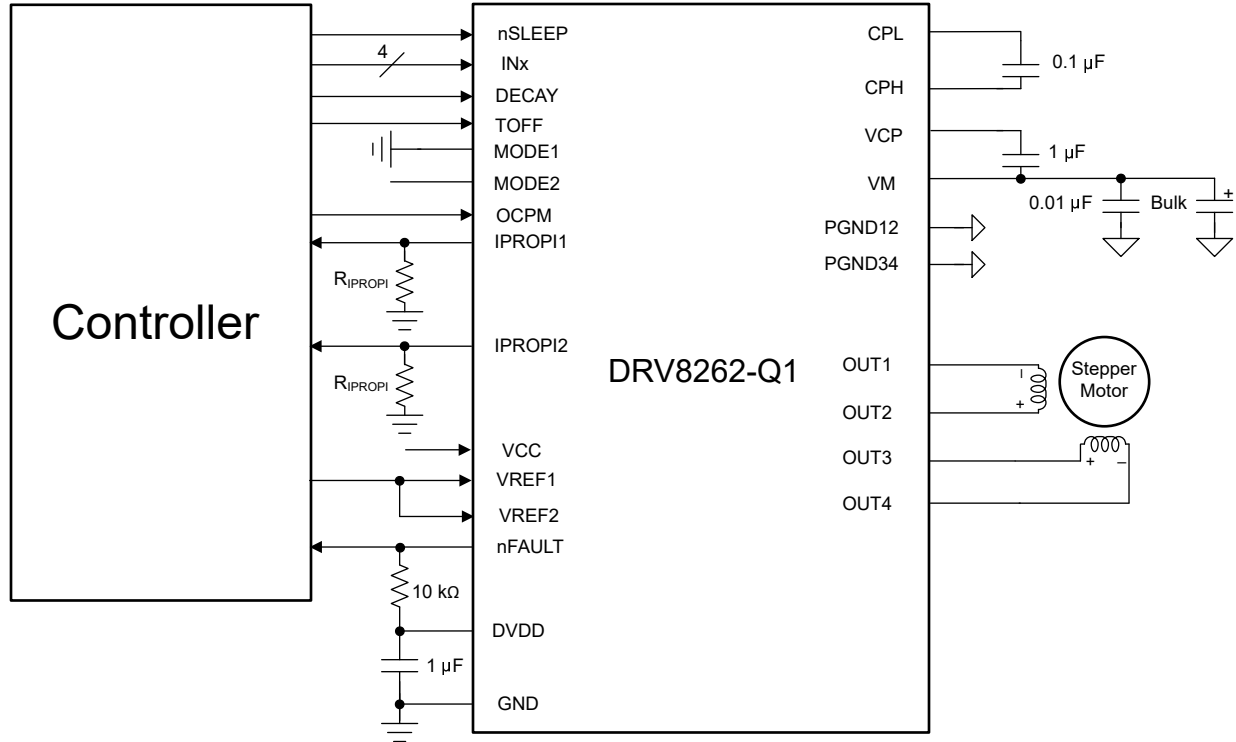 Controller
4
nSLEEP
INx
DECAY
TOFF
MODE1
MODE2
OCPM
IPROPI1
RIPROPI
IPROPI2
RIPROPI
VCC
VREF1
VREF2
nFAULT
10 kΩ
DVDD
1 µF
GND
DRV8262-Q1
CPL
0.1 µF
CPH
VCP
1 µF
VM
0.01 µF
Bulk
+
PGND12
PGND34
OUT1
–
+
OUT2
Stepper
Motor
OUT3
+
–
OUT4